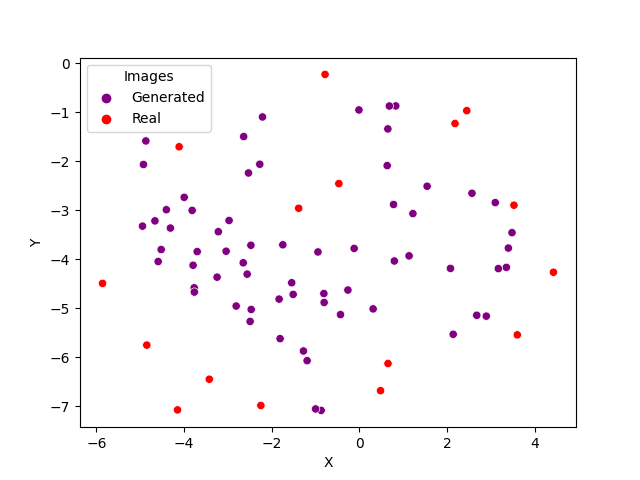 Images
Generated
Real
0
−1
−2
−3
−4
−5
−6
−7
Y
−6 −4 −2 0 2 4
X